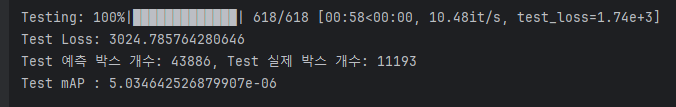 Testing: 100%|█████████████| 618/618 [00:58<00:00, 10.48it/s, test_loss=1.74e+3]
Test Loss: 3024.785764280646
Test 예측 박스 개수: 43886, Test 실제 박스 개수: 11193
Test mAP : 5.034642526879907e-06